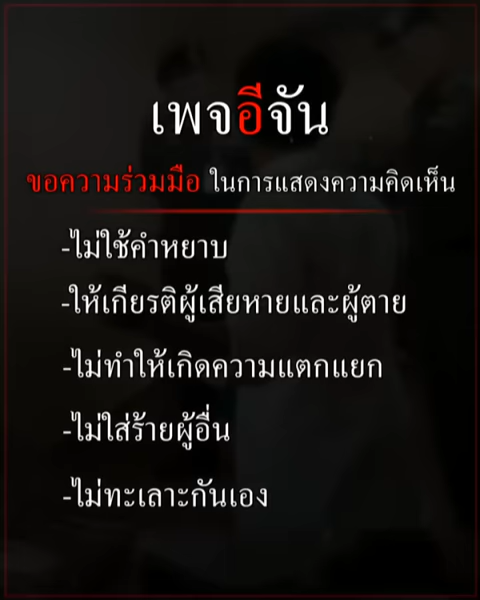 เพจอีจัน
ขอความร่วมมือ ในการแสดงความคิดเห็น
-ไม่ใช้คำหยาบ
-ให้เกียรติผู้เสียหายและผู้ตาย
-ไม่ทำให้เกิดความแตกแยก
-ไม่ใส่ร้ายผู้อื่น
-ไม่ทะเลาะกันเอง